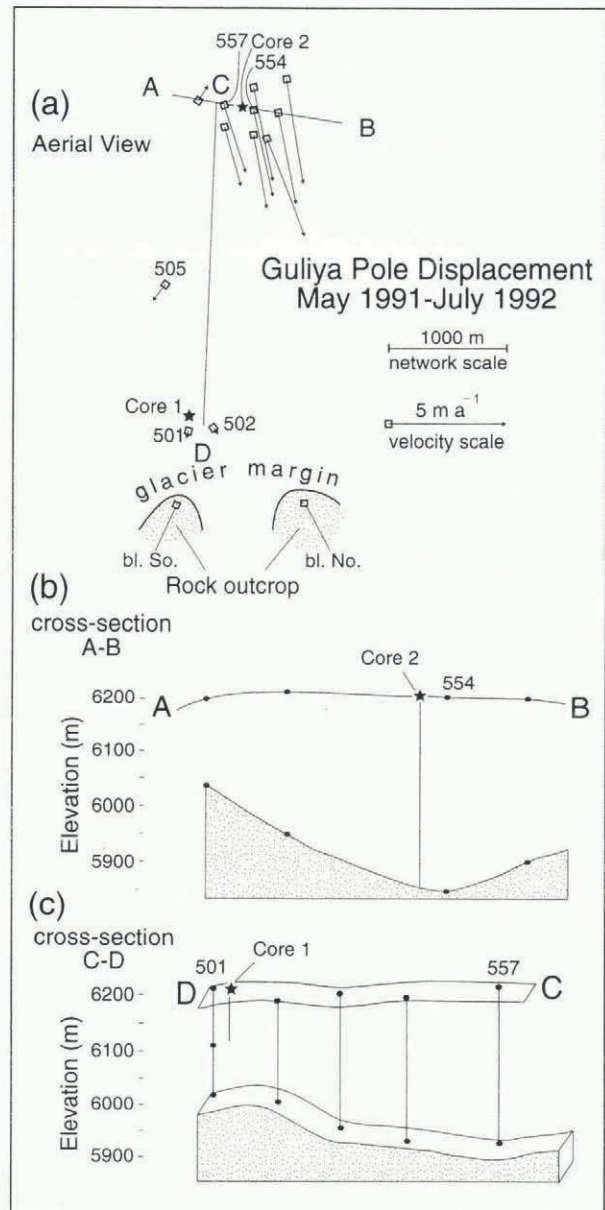 557 Core 2
A C 554
(a)
B
Aerial View
505
Guliya Pole Displacement
May 1991-July 1992
1000 m
network scale
5 m a⁻¹
velocity scale
Core 1
501 502
D
glacier margin
bl. So. bl. No.
Rock outcrop
(b)
cross-section
A-B
Core 2
554
A B
Elevation (m)
6200
6100
6000
5900
(c)
cross-section
C-D
Core 1
501 557
D C
Elevation (m)
6200
6100
6000
5900